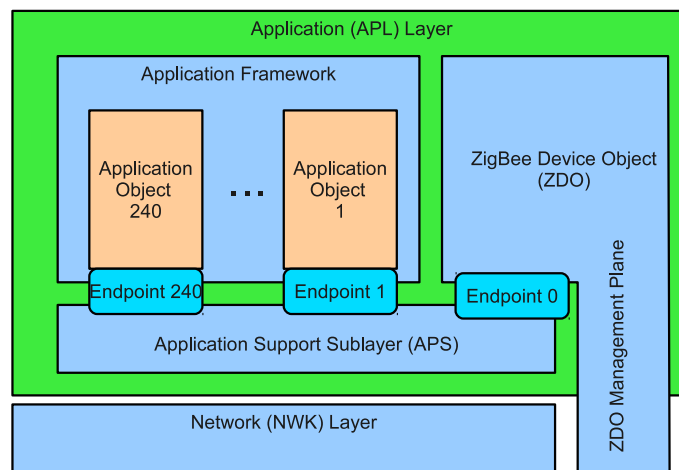 Application (APL) Layer
Application Framework
Application
Object
240
...
Application
Object
1
ZigBee Device Object
(ZDO)
Endpoint 240
Endpoint 1
Endpoint 0
Application Support Sublayer (APS)
ZDO Management Plane
Network (NWK) Layer